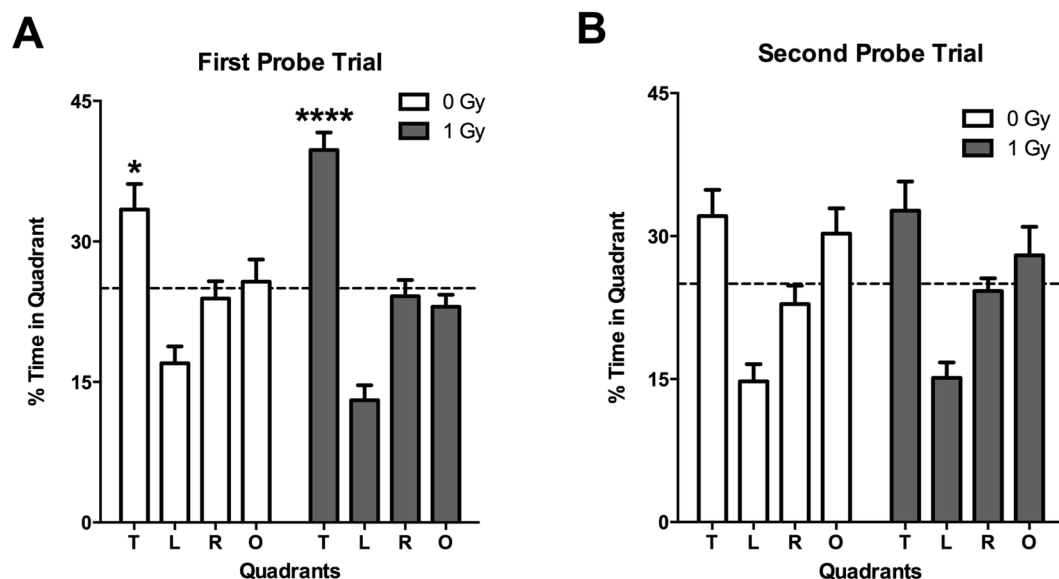 A
First Probe Trial
45
30
15
0
% Time in Quadrant
0 Gy
1 Gy
*
****
T L R O T L R O
Quadrants
B
Second Probe Trial
45
30
15
0
% Time in Quadrant
0 Gy
1 Gy
T L R O T L R O
Quadrants